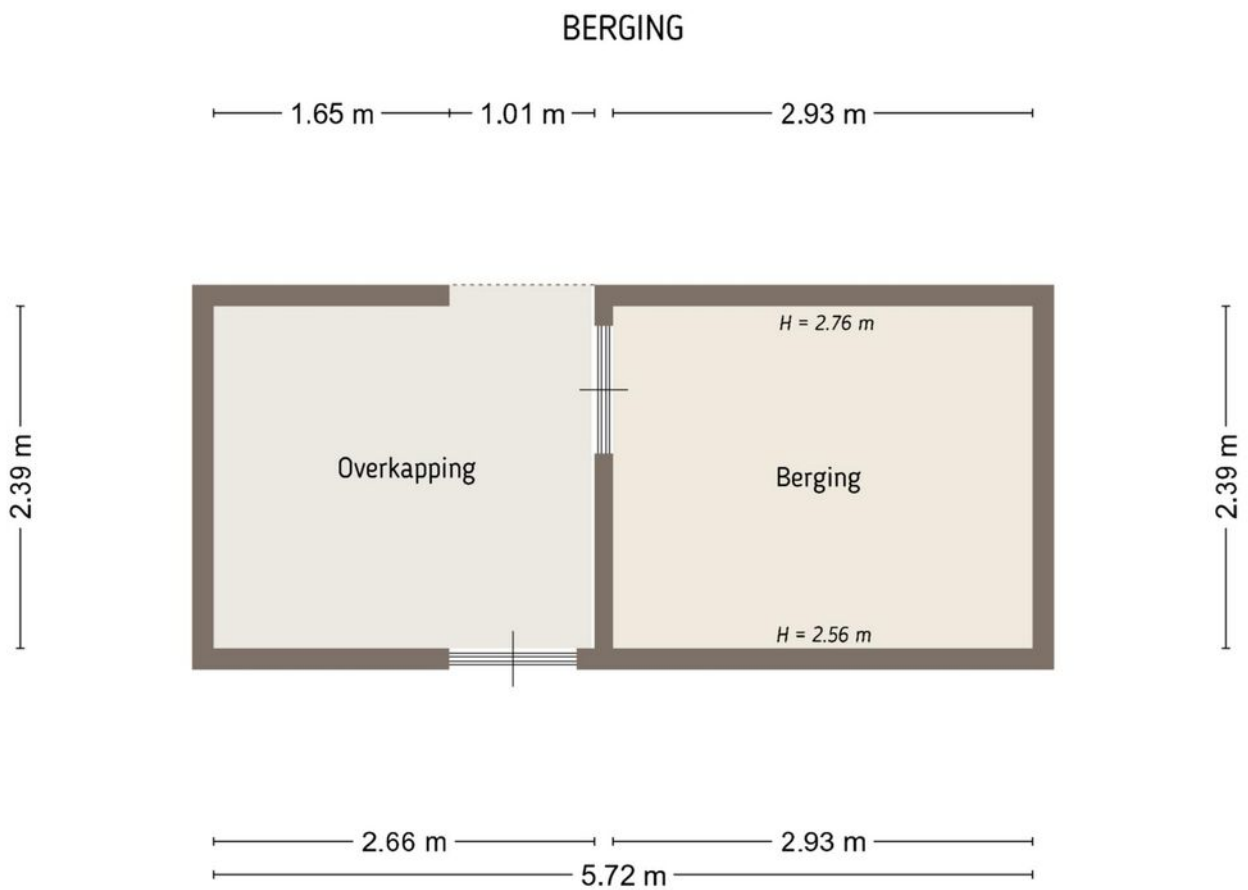 BERGING
1.65 m 1.01 m 2.93 m
H = 2.76 m
2.39 m 2.39 m
Overkapping Berging
H = 2.56 m
2.66 m 2.93 m
5.72 m